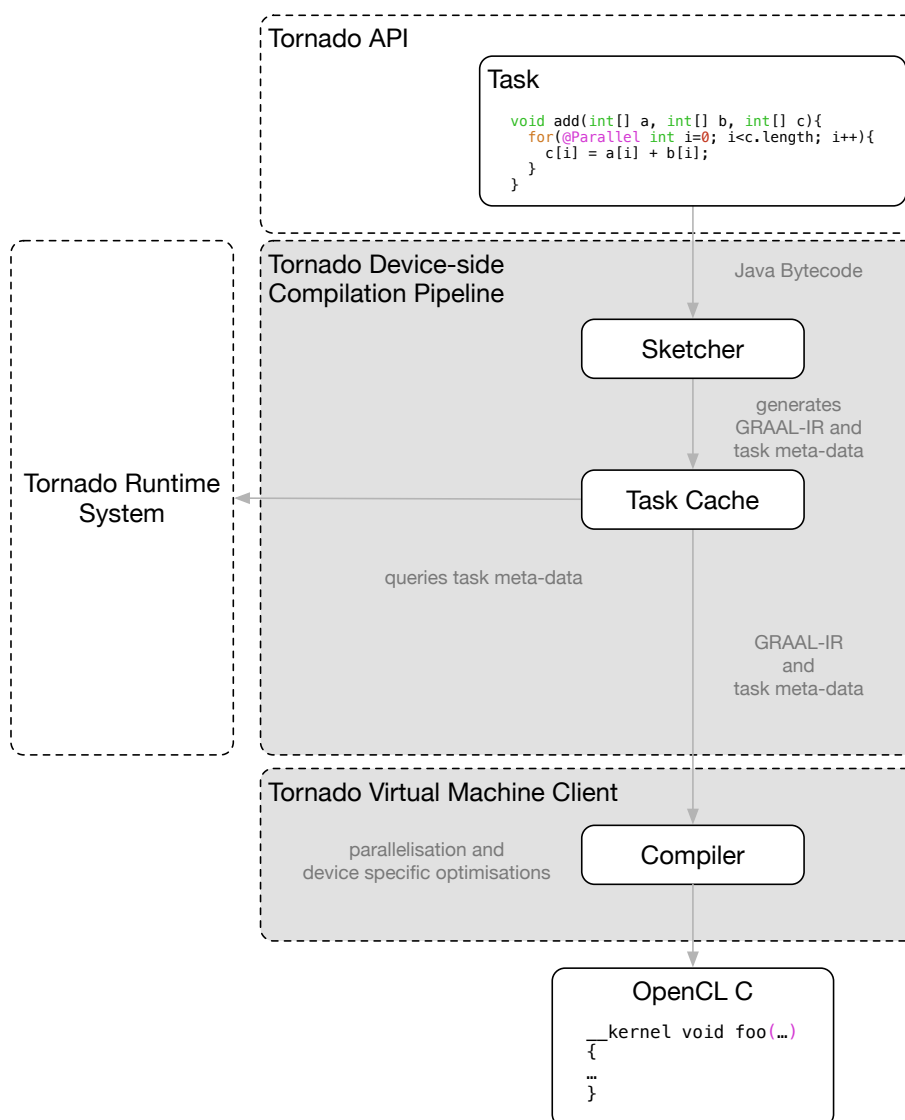 Tornado API
Task
void add(int[] a, int[] b, int[] c){
for(@Parallel int i=0; i<c.length; i++){
c[i] = a[i] + b[i];
}
}
Java Bytecode
Tornado Device-side
Compilation Pipeline
Sketcher
generates
GRAAL-IR and
task meta-data
Tornado Runtime
System
Task Cache
queries task meta-data
GRAAL-IR
and
task meta-data
Tornado Virtual Machine Client
parallelisation and
device specific optimisations
Compiler
OpenCL C
__kernel void foo(…)
{
…
}